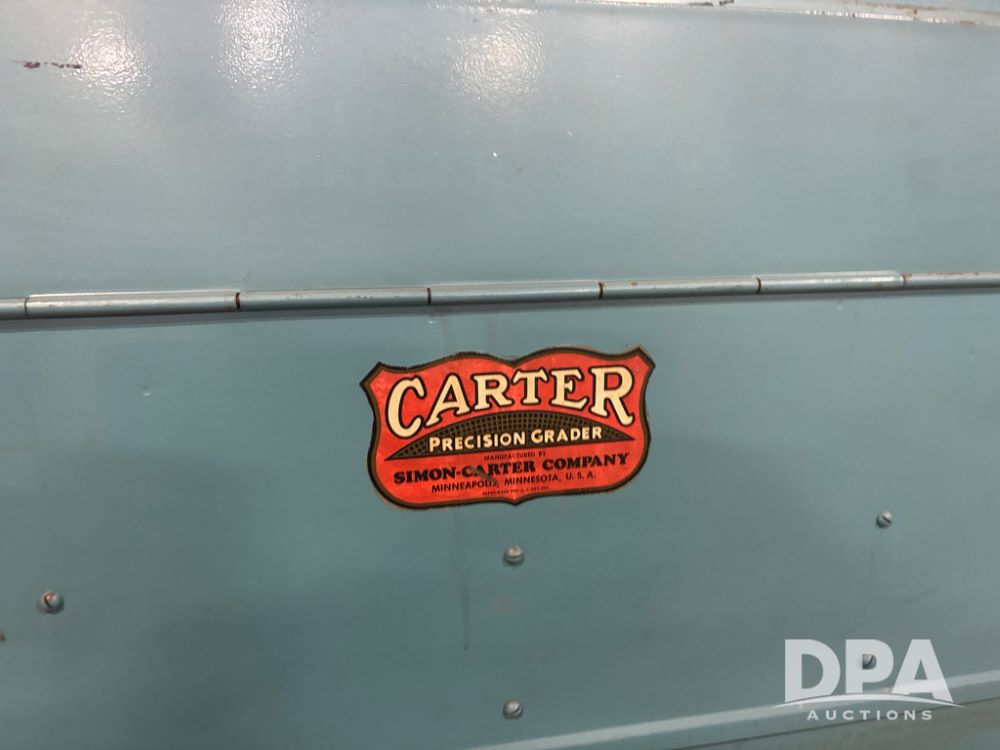 CARTER
PRECISION GRADER
MANUFACTURED BY
SIMON-CARTER COMPANY
MINNEAPOLIS, MINNESOTA, U. S. A.
DPA
AUCTIONS